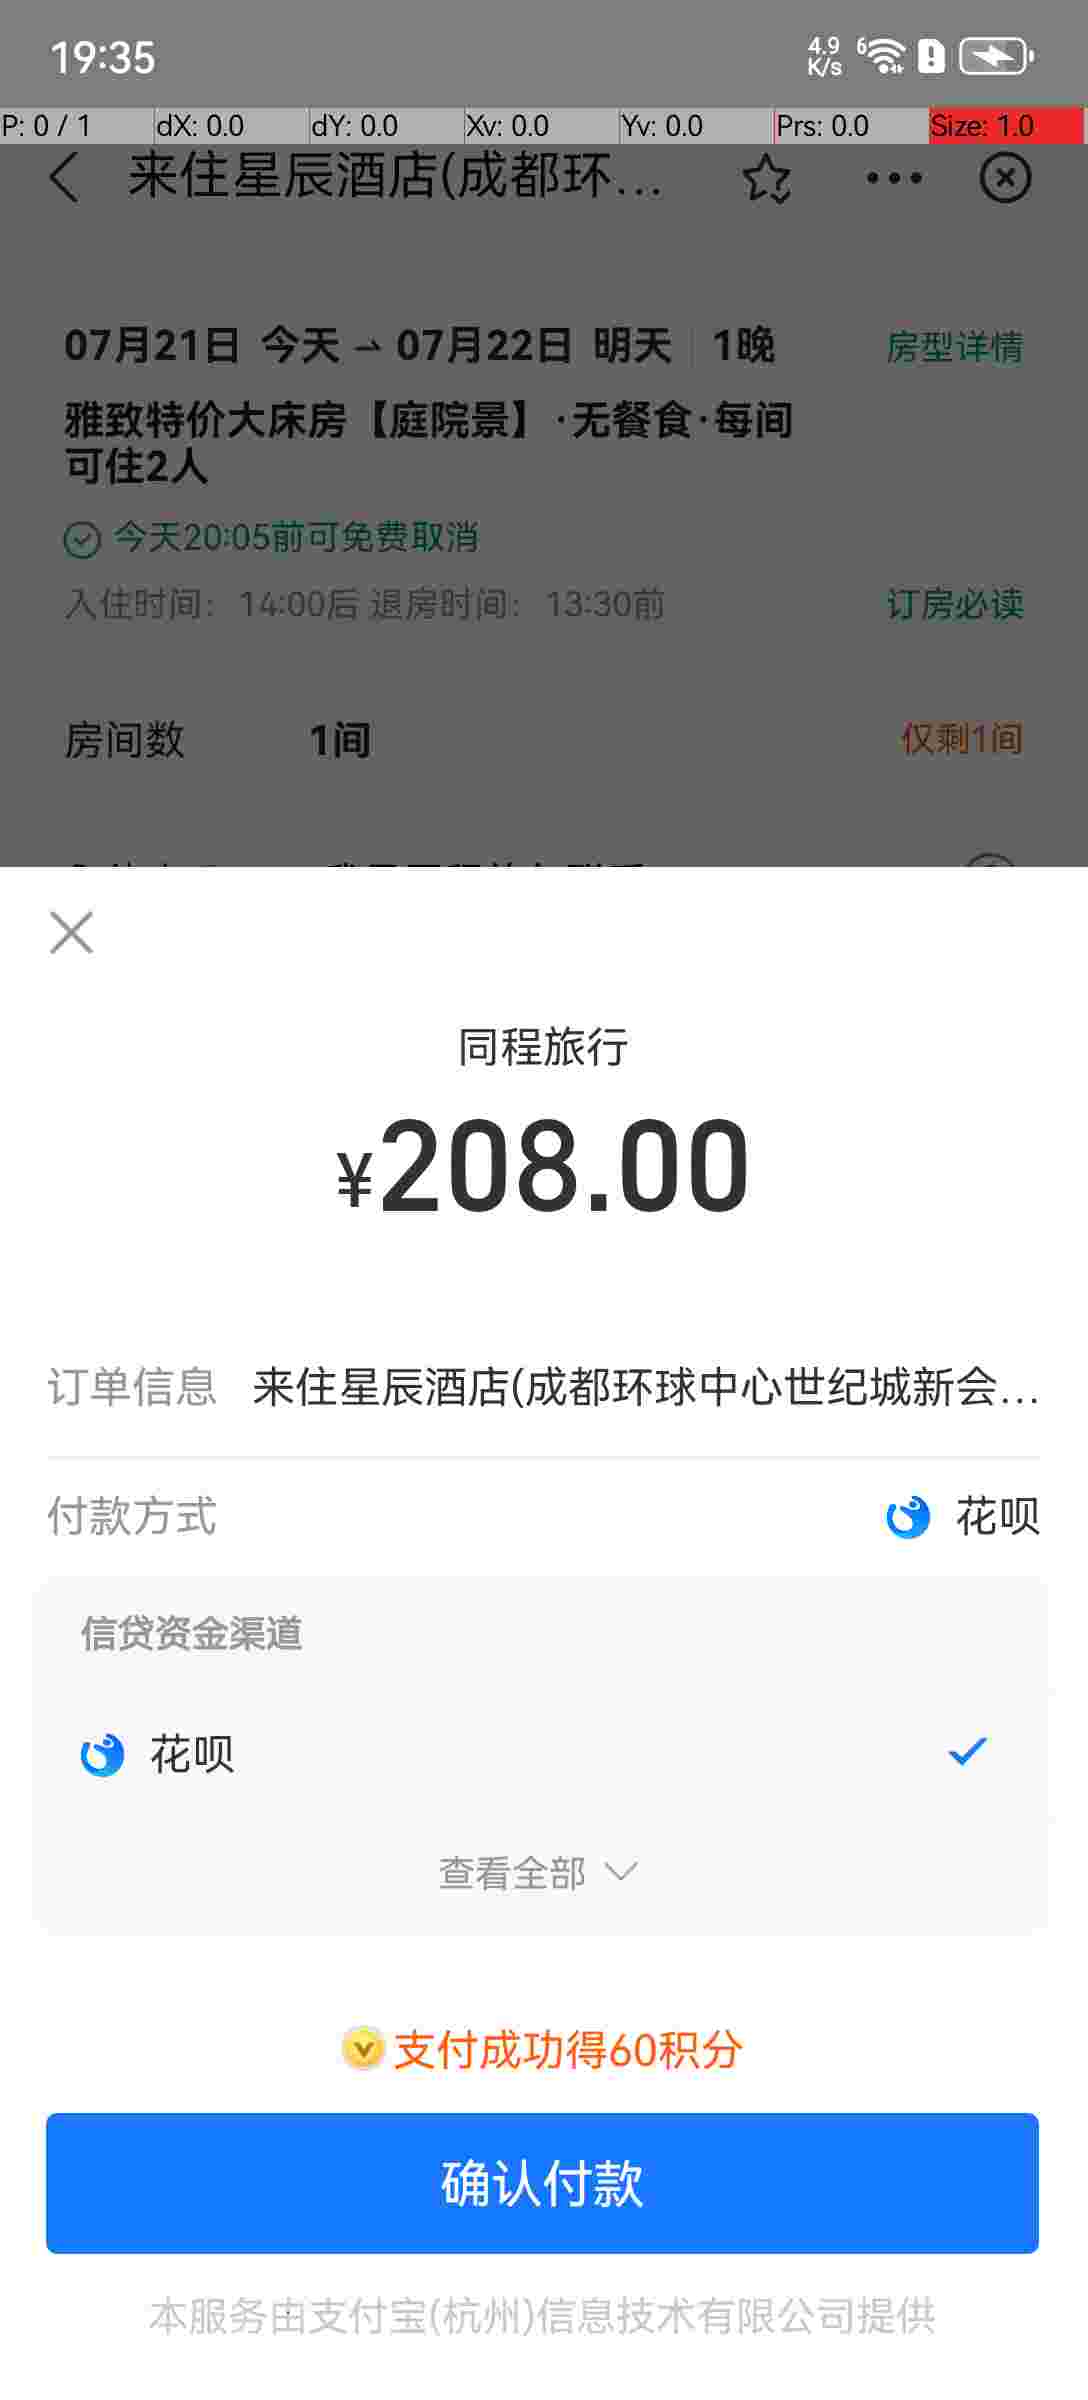 19:35
4.9
K/s
6
P: 0 / 1
dX: 0.0
dY: 0.0
Xv: 0.0
Yv: 0.0
Prs: 0.0
Size: 1.0
来住星辰酒店(成都环...
07月21日 今天 → 07月22日 明天 1晚
房型详情
雅致特价大床房【庭院景】·无餐食·每间
可住2人
今天20:05前可免费取消
入住时间： 14:00后 退房时间： 13:30前
订房必读
房间数 1间
仅剩1间
同程旅行
¥208.00
订单信息 来住星辰酒店(成都环球中心世纪城新会...
付款方式 花呗
信贷资金渠道
花呗
查看全部
支付成功得60积分
确认付款
本服务由支付宝(杭州)信息技术有限公司提供